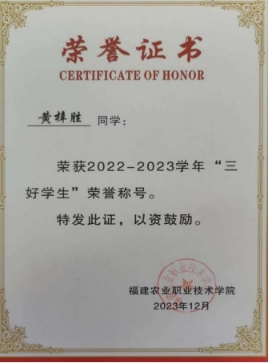 荣誉证书
CERTIFICATE OF HONOR
黄梓胜 同学：
荣获2022-2023学年“三
好学生”荣誉称号。
特发此证，以资鼓励。
福建农业职业技术学院
2023年12月